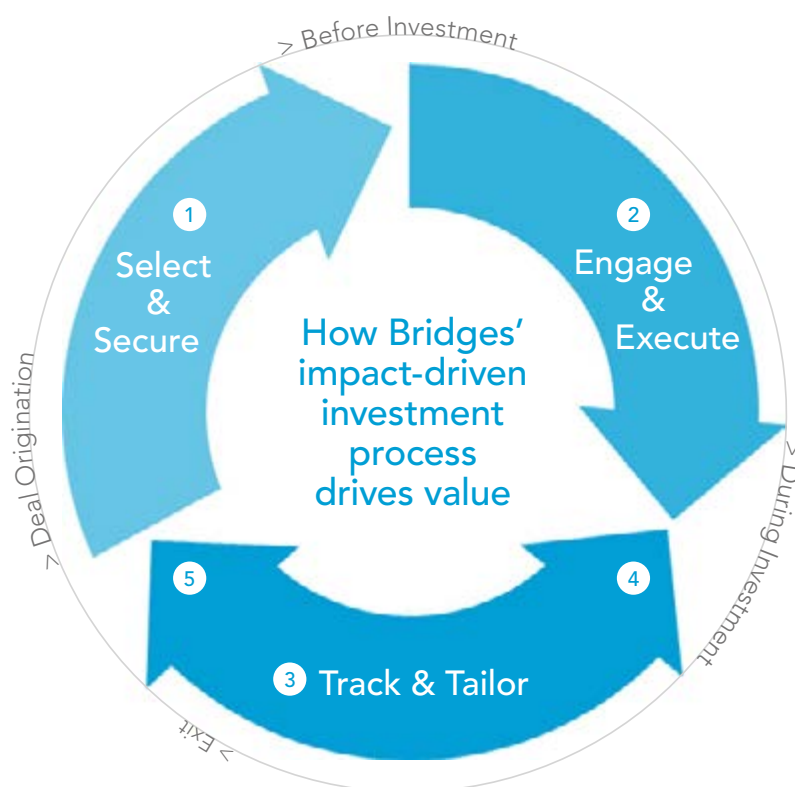 > Before Investment
1
Select
&
Secure
2
Engage
&
Execute
How Bridges’
impact-driven
investment
process
drives value
> Deal Origination
> During Investment
5
4
3 Track & Tailor
> Exit